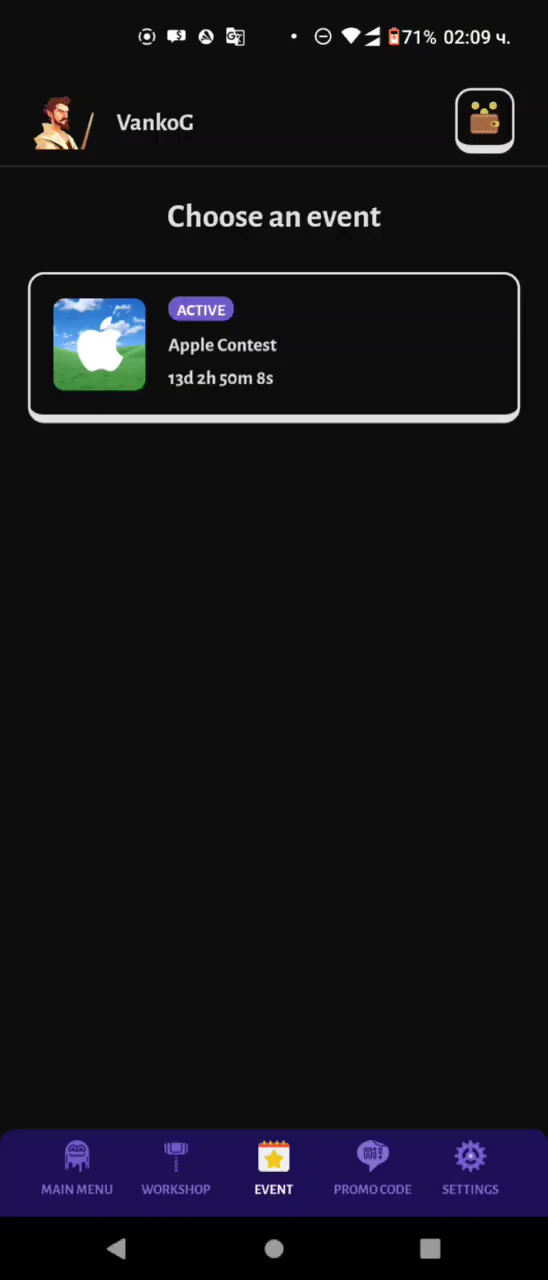 71% 02:09 ч.
VankoG
Choose an event
ACTIVE
Apple Contest
13d 2h 50m 8s
MAIN MENU
WORKSHOP
EVENT
PROMO CODE
SETTINGS